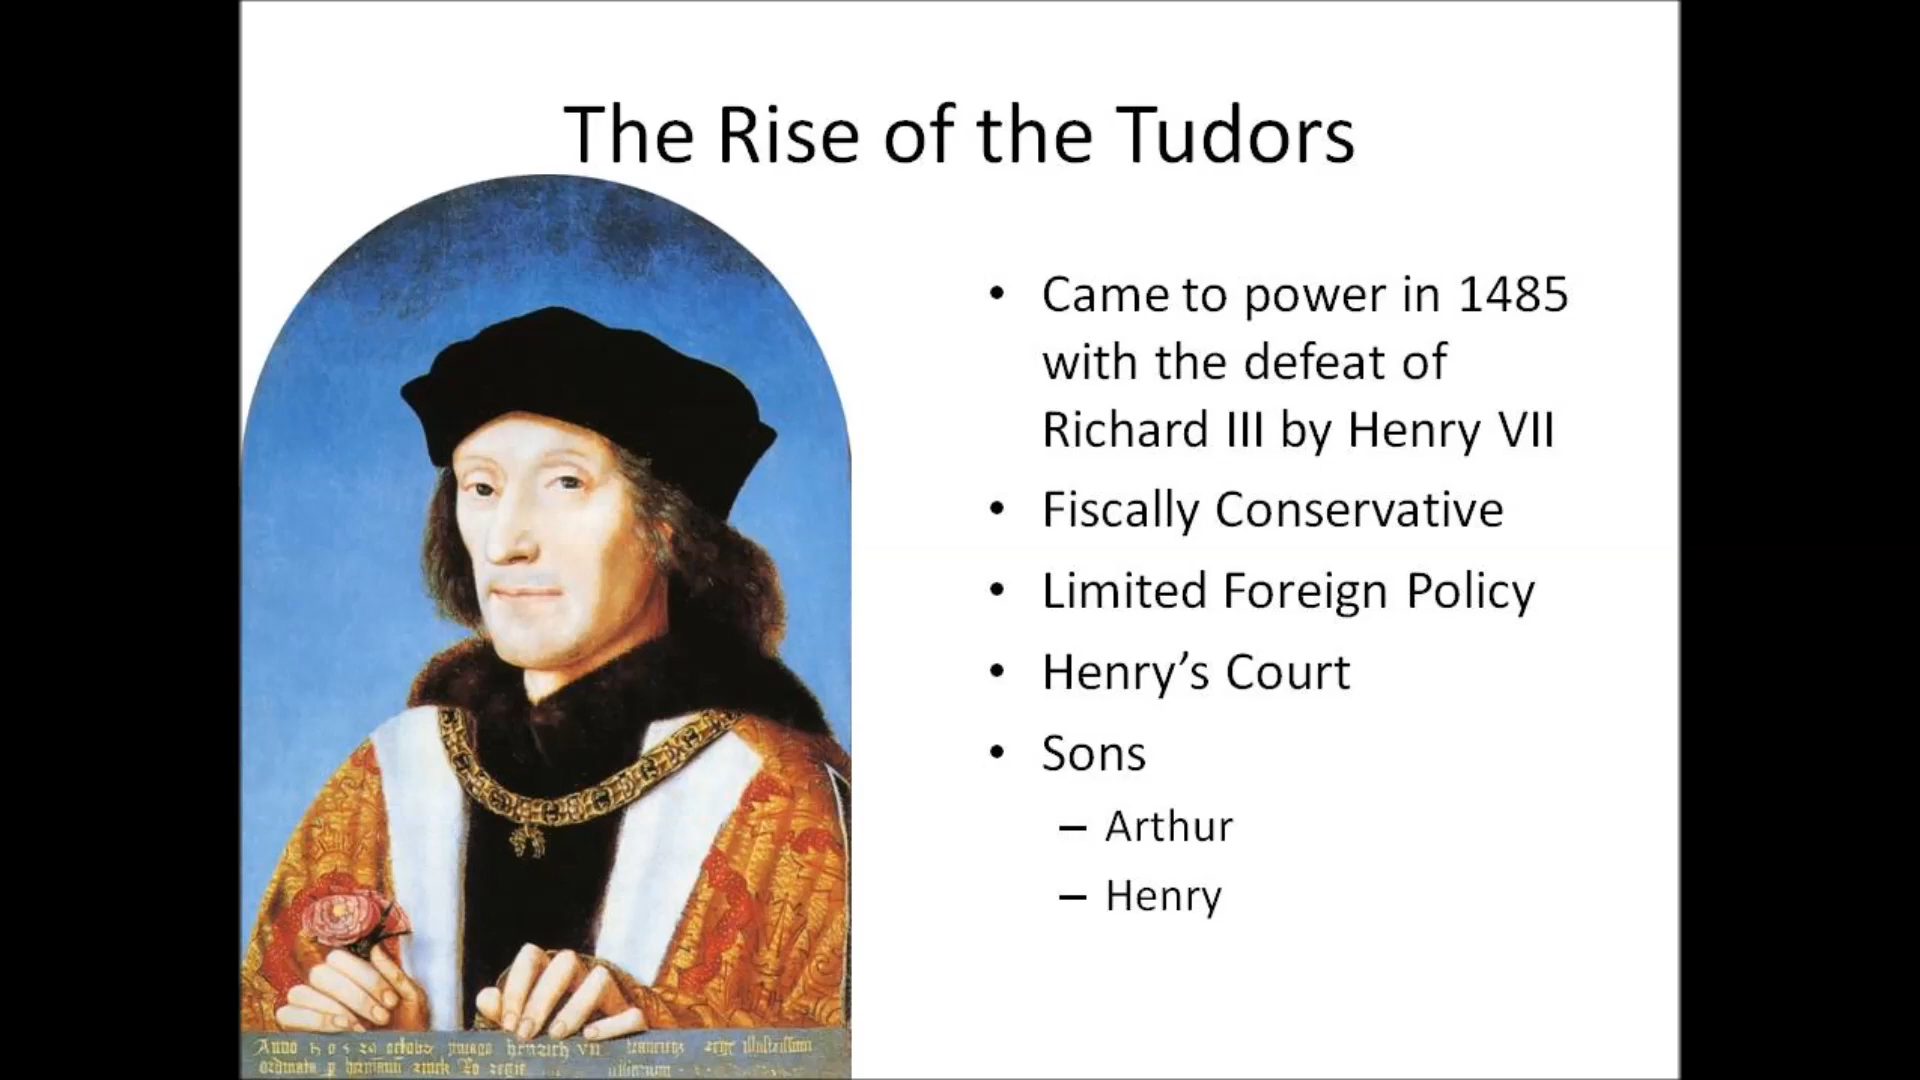 The Rise of the Tudors
• Came to power in 1485
with the defeat of
Richard III by Henry VII
• Fiscally Conservative
• Limited Foreign Policy
• Henry’s Court
• Sons
– Arthur
– Henry
Anno